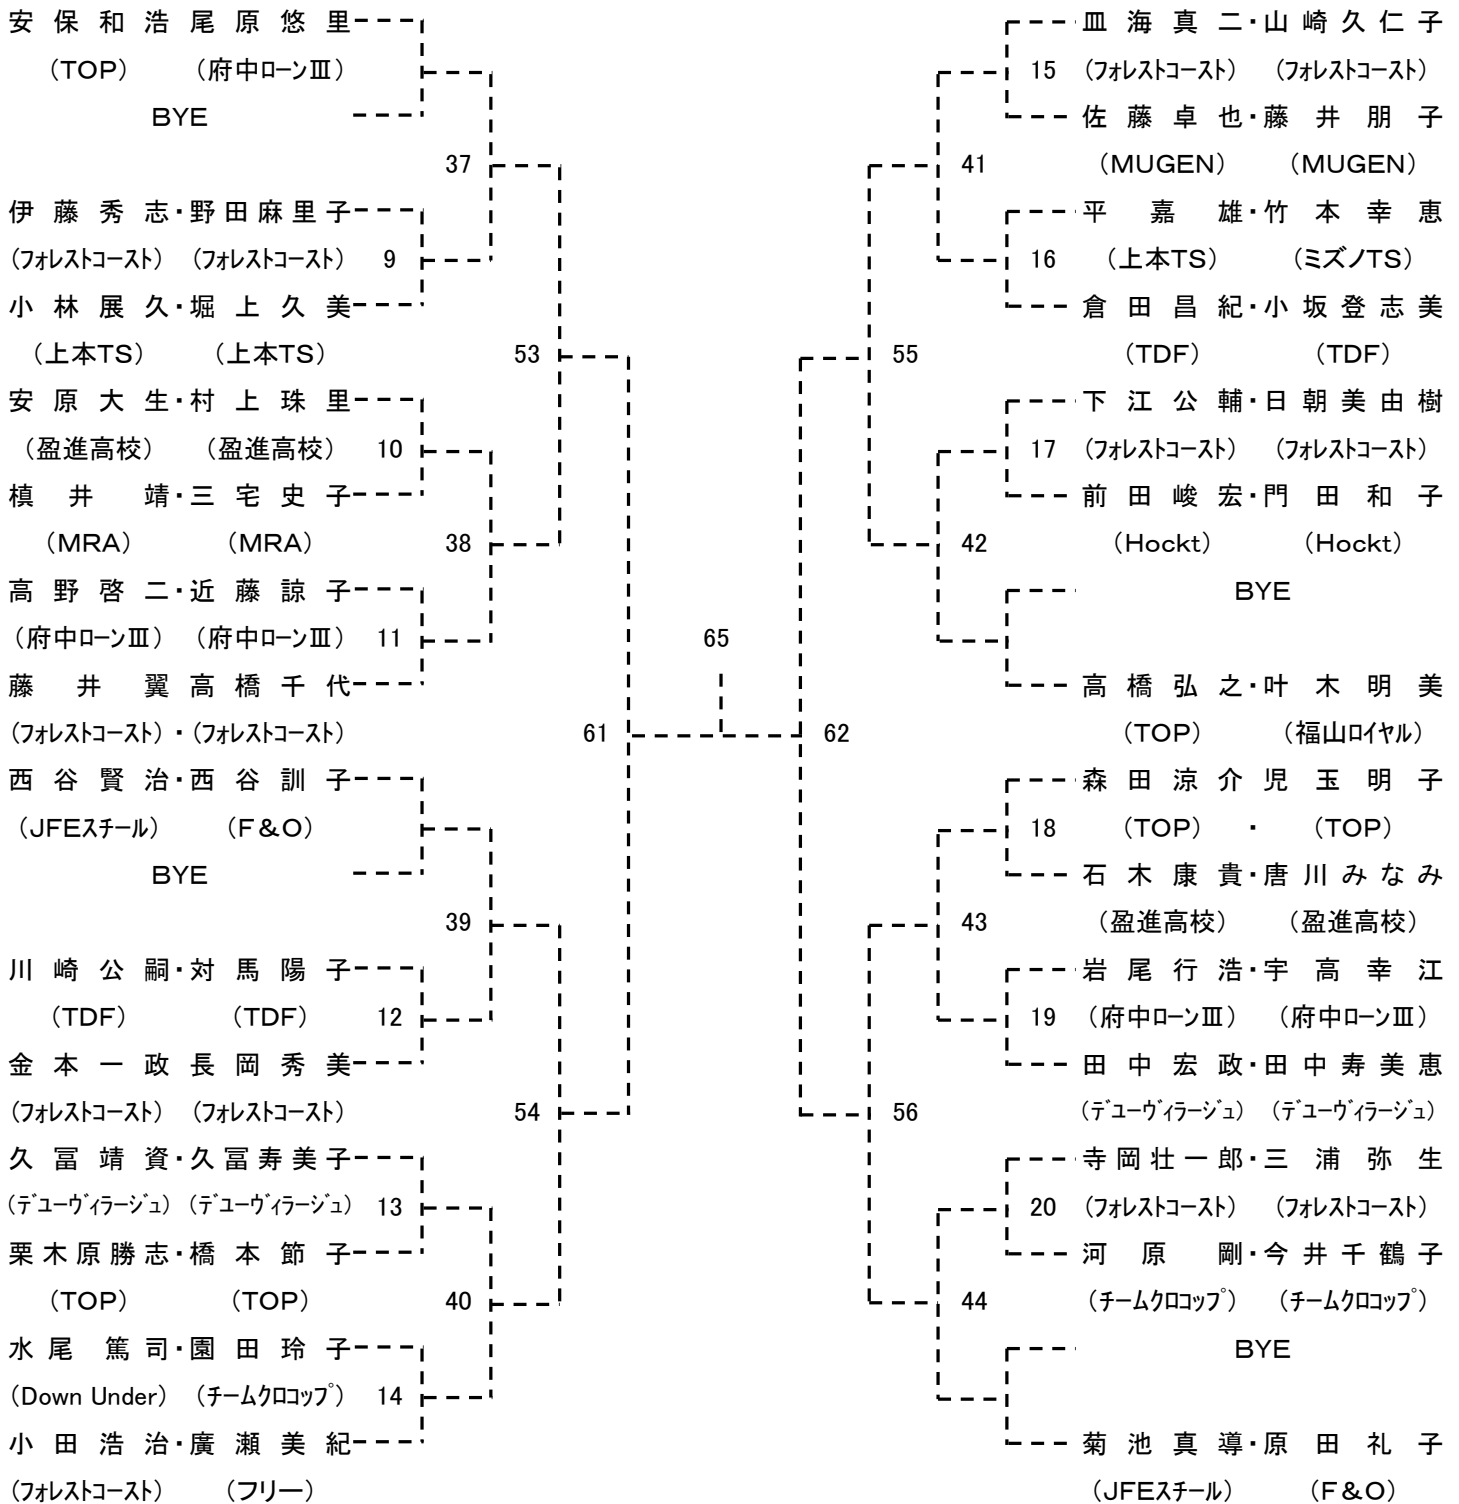 安保和浩 尾原悠里
(TOP) (府中ローンⅢ)
BYE
37
伊藤秀志・野田麻里子
(フォレストコースト) (フォレストコースト) 9
小林展久・堀上久美
(上本TS) (上本TS)
53
安原大生・村上珠里
(盈進高校) (盈進高校) 10
槙井靖・三宅史子
(MRA) (MRA)
38
高野啓二・近藤諒子
(府中ローンⅢ) (府中ローンⅢ) 11
藤井翼 高橋千代
(フォレストコースト)・(フォレストコースト)
61
西谷賢治・西谷訓子
(JFEスチール) (F&O)
BYE
39
川崎公嗣・対馬陽子
(TDF) (TDF) 12
金本一政 長岡秀美
(フォレストコースト) (フォレストコースト)
54
久冨靖資・久冨寿美子
(デューヴィラージュ) (デューヴィラージュ) 13
栗木原勝志・橋本節子
(TOP) (TOP)
40
水尾篤司・園田玲子
(Down Under) (チームクロコップ) 14
小田浩治・廣瀬美紀
(フォレストコースト) (フリー)
65
皿海真二・山崎久仁子
15 (フォレストコースト) (フォレストコースト)
佐藤卓也・藤井朋子
41 (MUGEN) (MUGEN)
平嘉雄・竹本幸恵
16 (上本TS) (ミズノTS)
倉田昌紀・小坂登志美
55 (TDF) (TDF)
下江公輔・日朝美由樹
17 (フォレストコースト) (フォレストコースト)
前田峻宏・門田和子
42 (Hockt) (Hockt)
BYE
高橋弘之・叶木明美
62 (TOP) (福山ロイヤル)
森田涼介 児玉明子
18 (TOP) ・ (TOP)
石木康貴・唐川みなみ
43 (盈進高校) (盈進高校)
岩尾行浩・宇高幸江
19 (府中ローンⅢ) (府中ローンⅢ)
田中宏政・田中寿美恵
56 (デューヴィラージュ) (デューヴィラージュ)
寺岡壮一郎・三浦弥生
20 (フォレストコースト) (フォレストコースト)
河原剛・今井千鶴子
44 (チームクロコップ) (チームクロコップ)
BYE
菊池真導・原田礼子
(JFEスチール) (F&O)